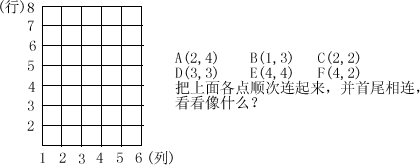 (行)8
7
6
5
4
3
2
1 2 3 4 5 6(列)
A(2,4) B(1,3) C(2,2)
D(3,3) E(4,4) F(4,2)
把上面各点顺次连起来，并首尾相连，
看看像什么？